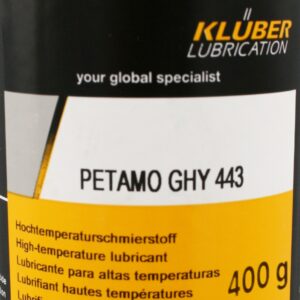 KLÜBER
LUBRICATION
your global specialist
PETAMO GHY 443
Hochtemperaturschmierstoff
High-temperature lubricant
Lubricante para altas temperaturas
Lubrifiant hautes températures
400 g